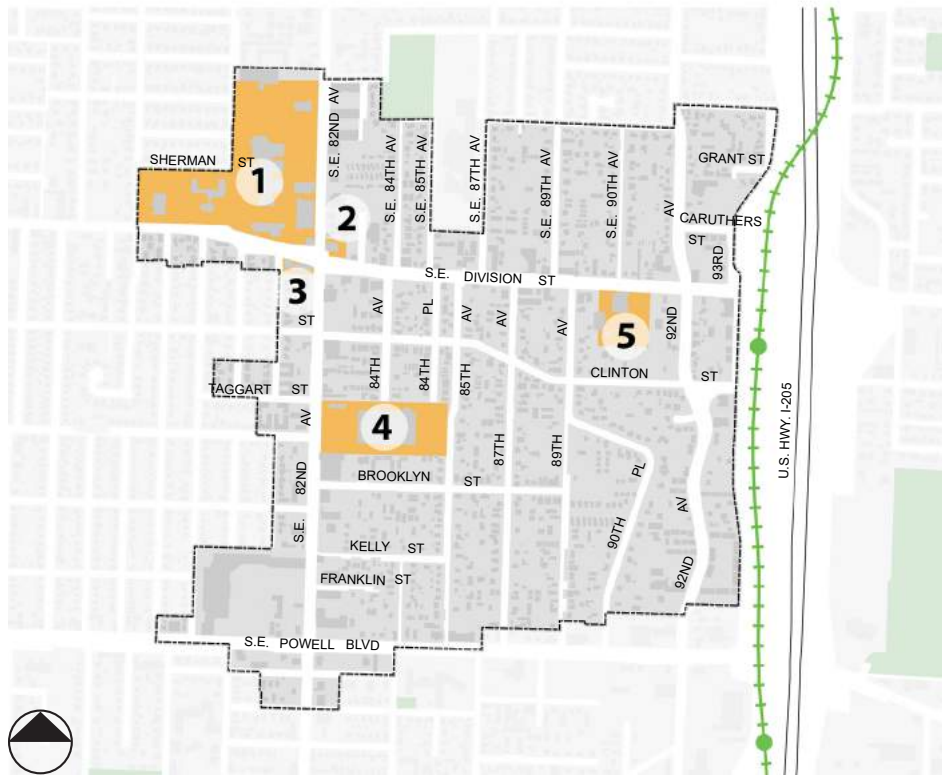 SHERMAN ST
S.E. 82ND AV
S.E. 84TH AV
S.E. 85TH AV
S.E. 87TH AV
S.E. 89TH AV
S.E. 90TH AV
GRANT ST
CARUTHERS ST
93RD
1
2
3
S.E. DIVISION ST
5
92ND AV
ST
AV
PL
AV
AV
AV
CLINTON ST
TAGGART ST
84TH
84TH
85TH
4
U.S. HWY. I-205
BROOKLYN ST
87TH
89TH
S.E. 82ND AV
90TH PL
92ND AV
KELLY ST
FRANKLIN ST
S.E. POWELL BLVD